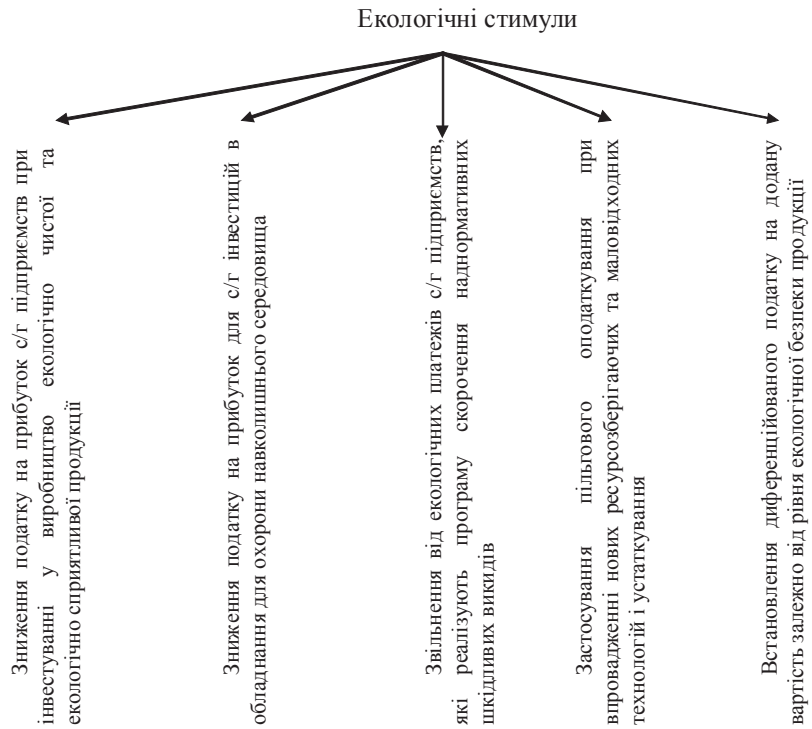 Екологічні стимули
Зниження податку на прибуток с/г підприємств при
інвестуванні у виробництво екологічно чистої та
екологічно сприятливої продукції
Зниження податку на прибуток для с/г інвестицій в
обладнання для охорони навколишнього середовища
Звільнення від екологічних платежів с/г підприємств,
які реалізують програму скорочення наднормативних
шкідливих викидів
Застосування пільгового оподаткування при
впровадженні нових ресурсозберігаючих та маловідходних
технологій і устаткування
Встановлення диференційованого податку на додану
вартість залежно від рівня екологічної безпеки продукції